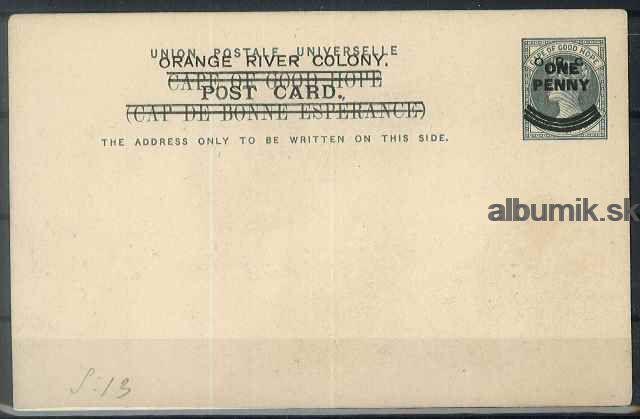 UNION POSTALE UNIVERSELLE
ORANGE RIVER COLONY.
CAPE OF GOOD HOPE
POST CARD.
(CAP DE BONNE ESPERANCE)
THE ADDRESS ONLY TO BE WRITTEN ON THIS SIDE.
CAPE OF GOOD HOPE
ONE
PENNY
albumik.sk